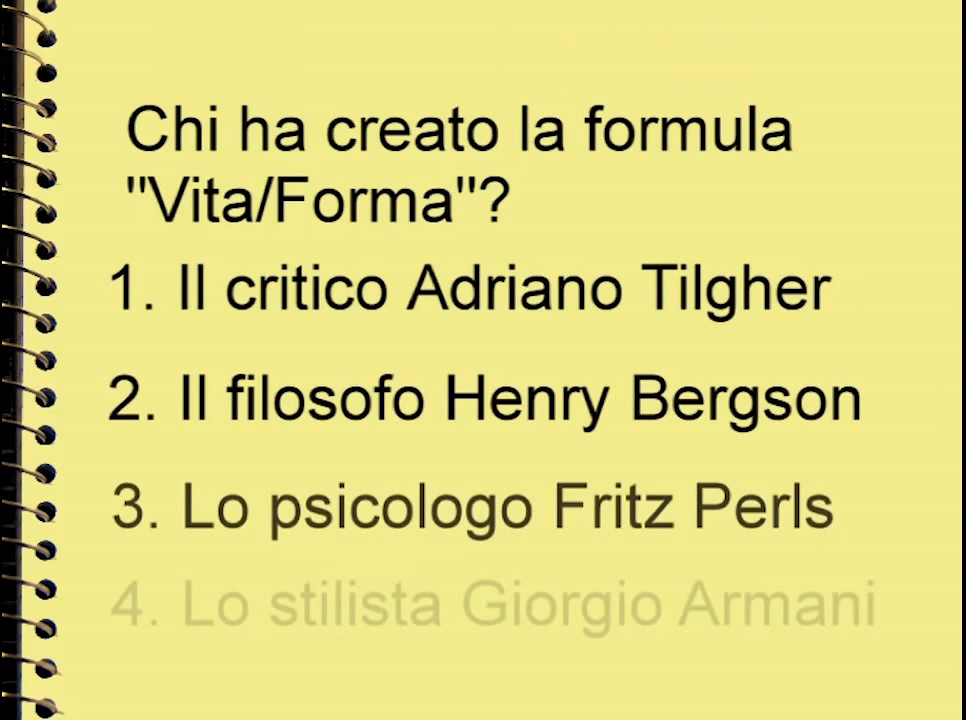 Chi ha creato la formula
"Vita/Forma"?
1. Il critico Adriano Tilgher
2. Il filosofo Henry Bergson
3. Lo psicologo Fritz Perls
4. Lo stilista Giorgio Armani